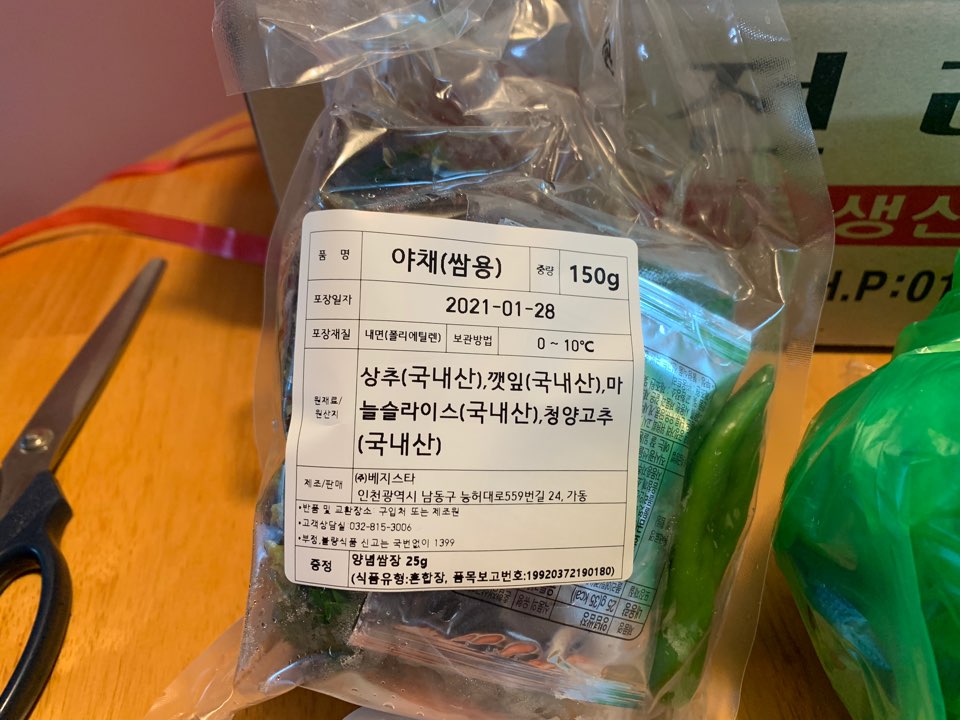 품 명 야채(쌈용) 중량 150g
포장일자 2021-01-28
포장재질 내면(폴리에틸렌) 보관방법 0 ~ 10℃
원재료/
원산지
상추(국내산),깻잎(국내산),마
늘슬라이스(국내산),청양고추
(국내산)
제조/판매 ㈜베지스타
인천광역시 남동구 능허대로559번길 24, 가동
•반품 및 교환장소 구입처 또는 제조원
•고객상담실 032-815-3006
•부정,불량식품 신고는 국번없이 1399
증정 양념쌈장 25g
(식품유형:혼합장, 품목보고번호:19920372190180)
생산
H.P:01